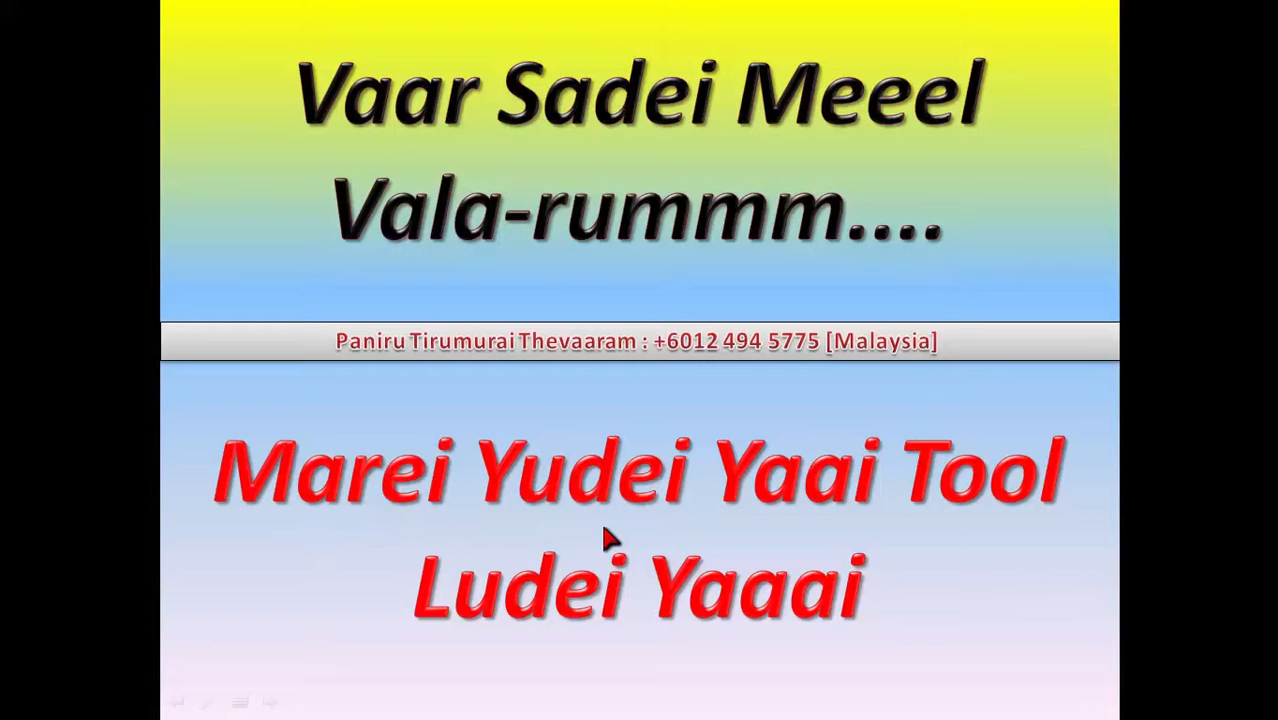 Vaar Sadei Meeel
Vala-rummm....
Paniru Tirumurai Thevaaram : +6012 494 5775 [Malaysia]
Marei Yudei Yaai Tool
Ludei Yaaai